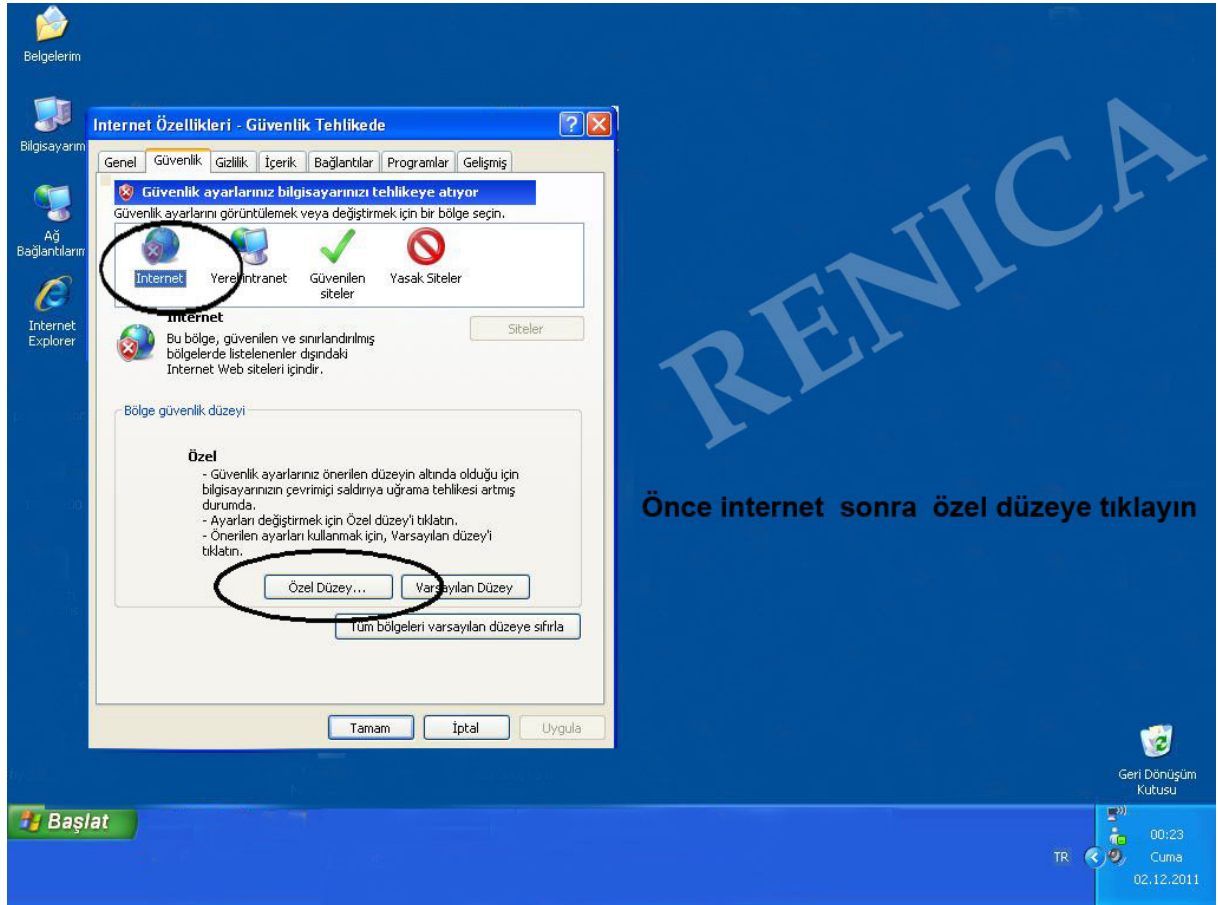 Belgelerim
Bilgisayarım
Ağ
Bağlantılarım
Internet
Explorer
Internet Özellikleri - Güvenlik Tehlikede
Genel Güvenlik Gizlilik İçerik Bağlantılar Programlar Gelişmiş
Güvenlik ayarlarınız bilgisayarınızı tehlikeye atıyor
Güvenlik ayarlarını görüntülemek veya değiştirmek için bir bölge seçin.
Internet Yerel intranet Güvenilen siteler Yasak Siteler
Internet
Siteler
Bu bölge, güvenilen ve sınırlandırılmış
bölgelerde listelenenler dışındaki
Internet Web siteleri içindir.
Bölge güvenlik düzeyi
Özel
- Güvenlik ayarlarınız önerilen düzeyin altında olduğu için
bilgisayarınızın çevrimiçi saldırıya uğrama tehlikesi artmış
durumda.
- Ayarları değiştirmek için Özel düzey'i tıklatın.
- Önerilen ayarları kullanmak için, Varsayılan düzey'i
tıklatın.
Özel Düzey... Varsayılan Düzey
Tüm bölgeleri varsayılan düzeye sıfırla
Tamam İptal Uygula
RENICA
Önce internet sonra özel düzeye tıklayın
Geri Dönüşüm
Kutusu
Başlat
TR
00:23
Cuma
02.12.2011